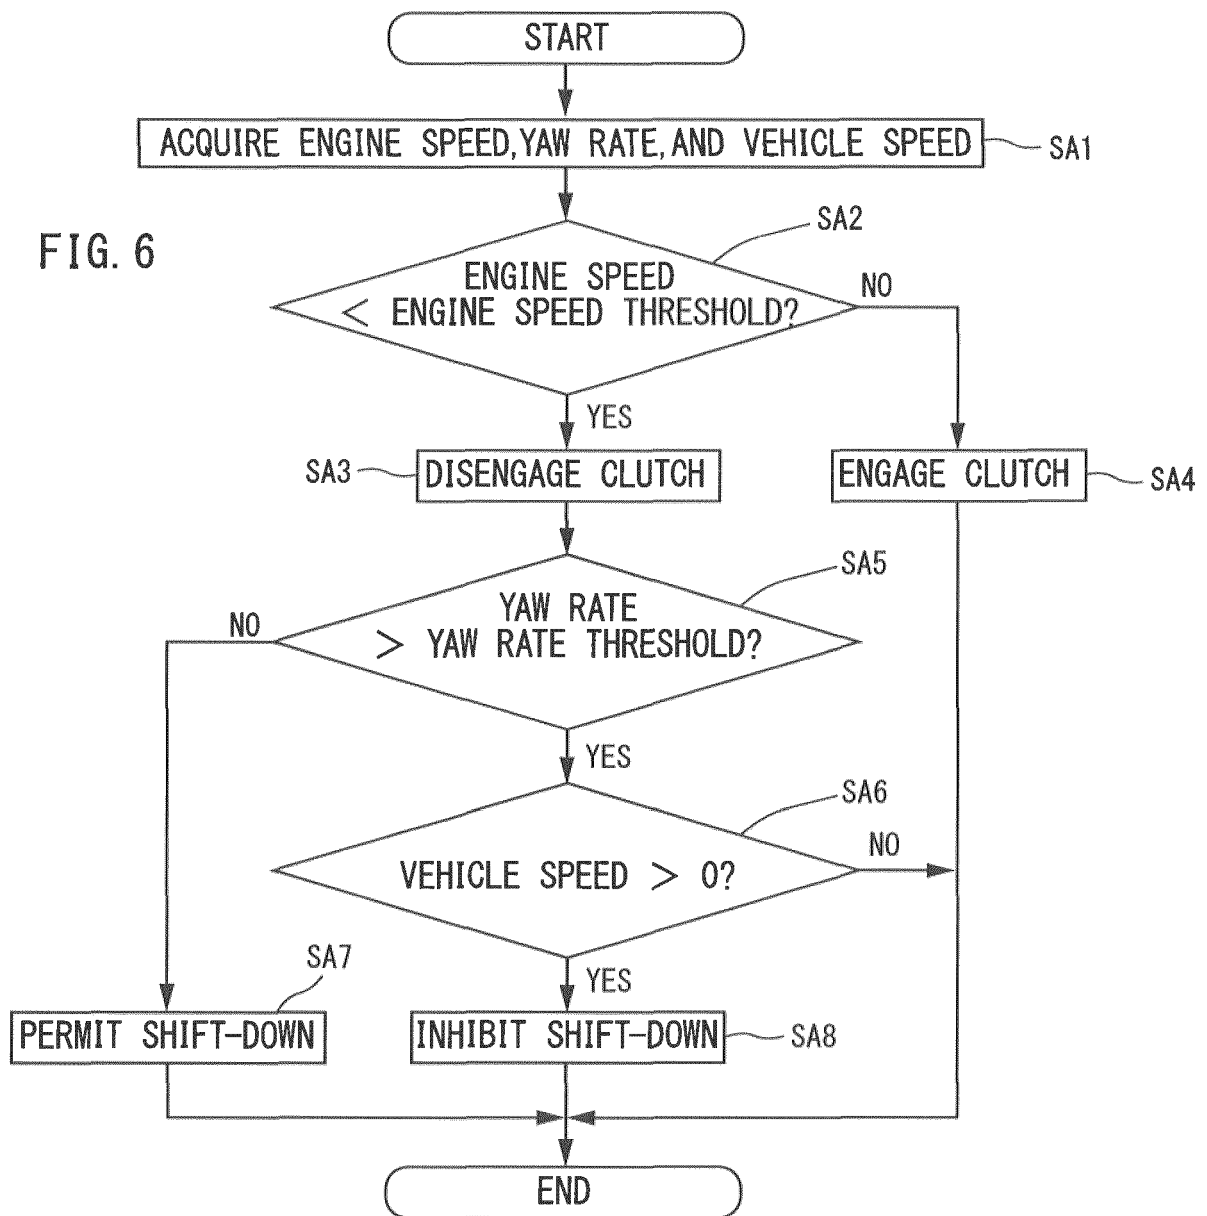 START
ACQUIRE ENGINE SPEED, YAW RATE, AND VEHICLE SPEED
SA1
FIG. 6
SA2
ENGINE SPEED
< ENGINE SPEED THRESHOLD?
NO
YES
SA3
DISENGAGE CLUTCH
ENGAGE CLUTCH
SA4
SA5
YAW RATE
> YAW RATE THRESHOLD?
NO
YES
SA6
VEHICLE SPEED > 0?
NO
YES
SA7
PERMIT SHIFT-DOWN
INHIBIT SHIFT-DOWN
SA8
END